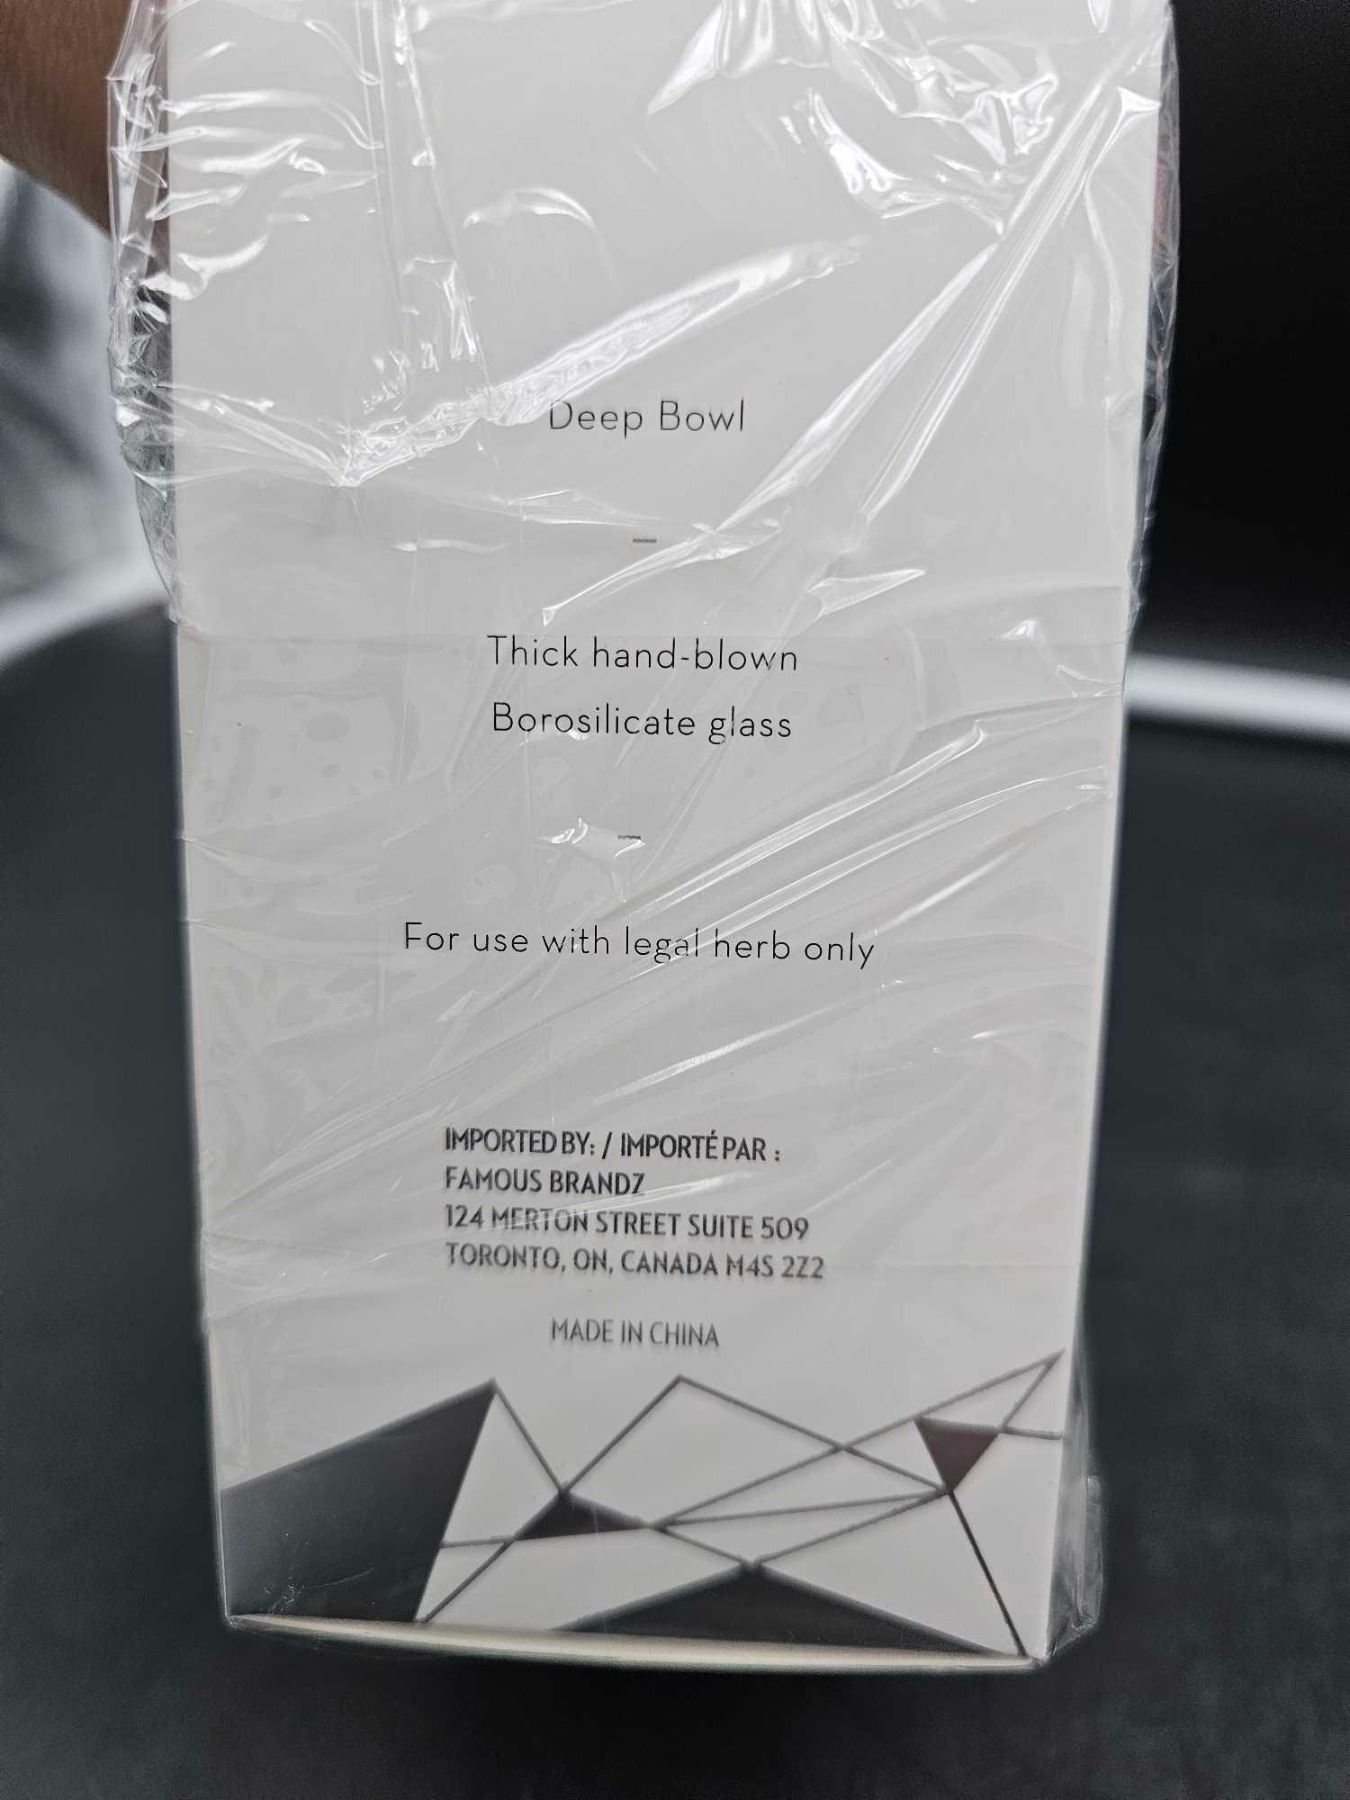 Deep Bowl
Thick hand-blown
Borosilicate glass
For use with legal herb only
IMPORTED BY: / IMPORTÉ PAR :
FAMOUS BRANDZ
124 MERTON STREET SUITE 509
TORONTO, ON, CANADA M4S 2Z2
MADE IN CHINA